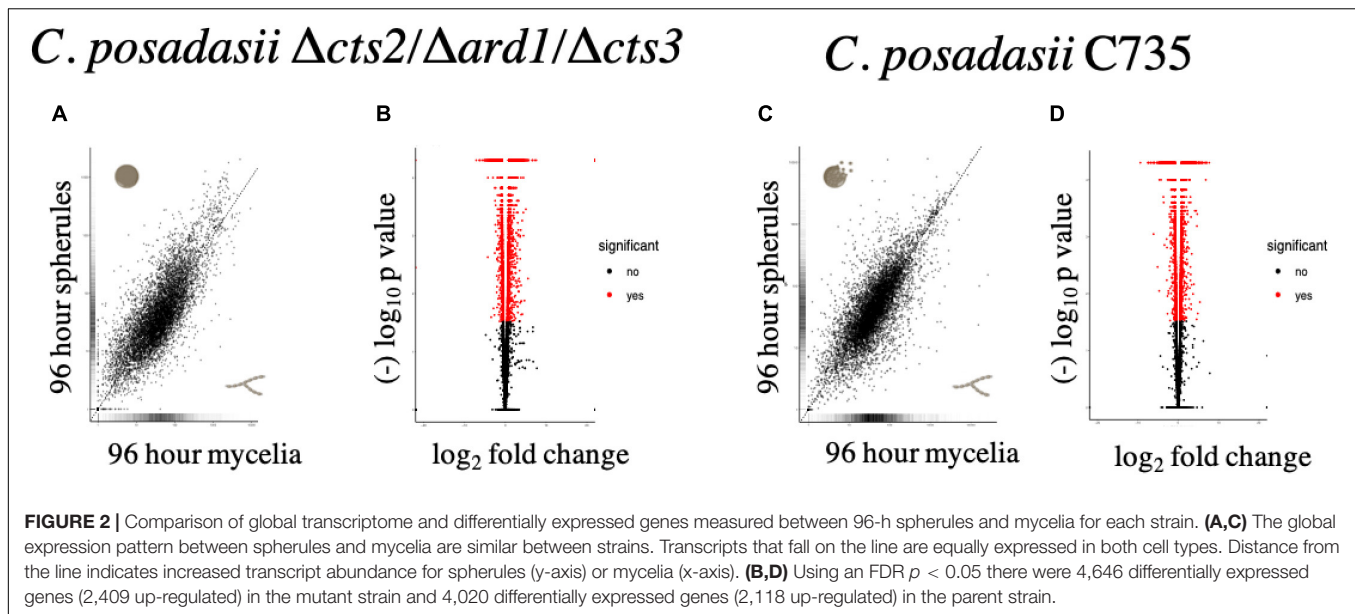 C. posadasii Δcts2/Δard1/Δcts3
C. posadasii C735
A
B
C
D
96 hour spherules
96 hour mycelia
(-) log10 p value
log2 fold change
significant
no
yes
96 hour spherules
96 hour mycelia
(-) log10 p value
log2 fold change
significant
no
yes
FIGURE 2 | Comparison of global transcriptome and differentially expressed genes measured between 96-h spherules and mycelia for each strain. (A,C) The global
expression pattern between spherules and mycelia are similar between strains. Transcripts that fall on the line are equally expressed in both cell types. Distance from
the line indicates increased transcript abundance for spherules (y-axis) or mycelia (x-axis). (B,D) Using an FDR p < 0.05 there were 4,646 differentially expressed
genes (2,409 up-regulated) in the mutant strain and 4,020 differentially expressed genes (2,118 up-regulated) in the parent strain.